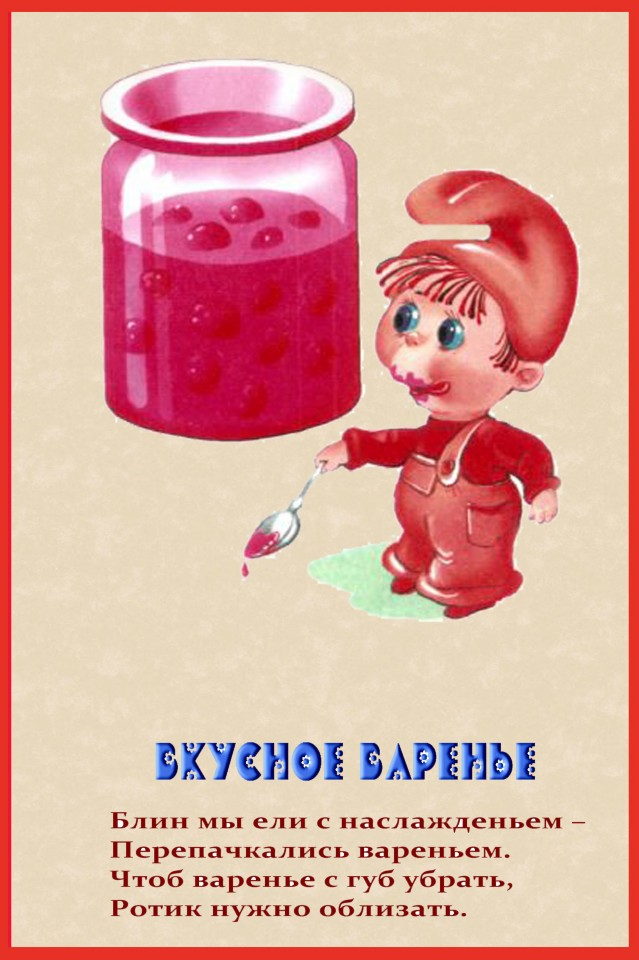 ВКУСНОЕ ВАРЕНЬЕ
Блин мы ели с наслажденьем –
Перепачкались вареньем.
Чтоб варенье с губ убрать,
Ротик нужно облизать.